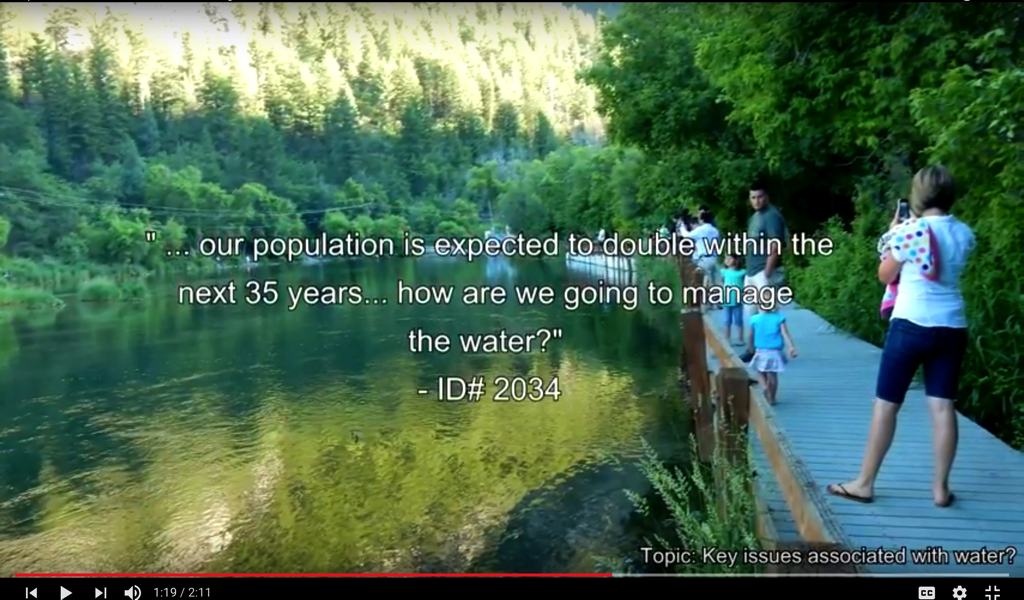 " ... our population is expected to double within the
next 35 years... how are we going to manage
the water?"
- ID# 2034
Topic: Key issues associated with water?
1:19 / 2:11
CC